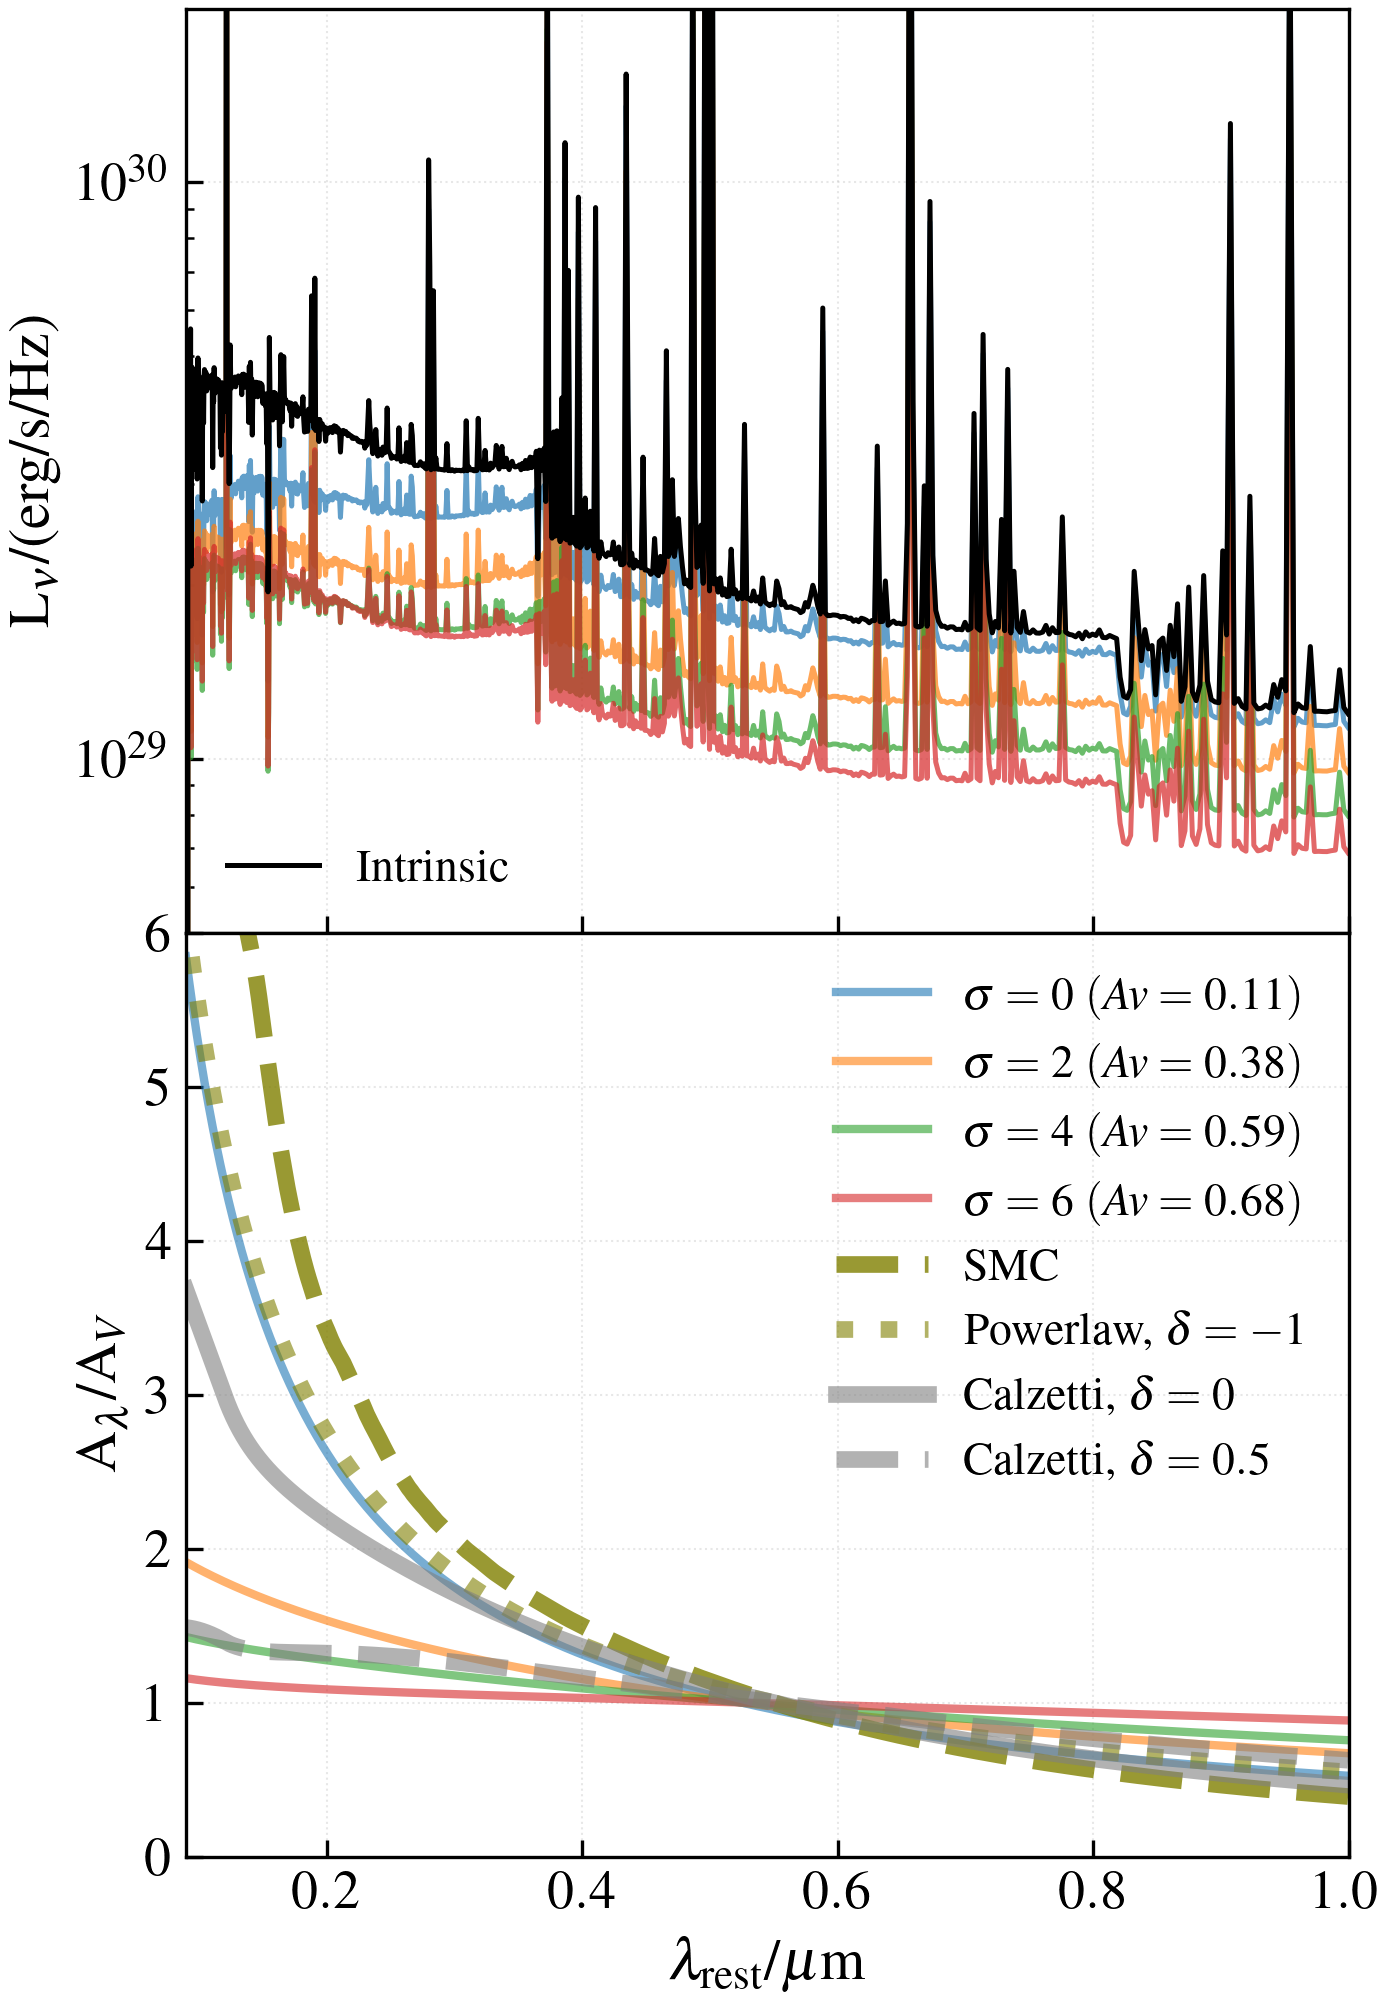 L_ν/(erg/s/Hz)
10^30
10^29
Intrinsic
A_λ/A_V
6
5
4
3
2
1
0
σ = 0 (Av = 0.11)
σ = 2 (Av = 0.38)
σ = 4 (Av = 0.59)
σ = 6 (Av = 0.68)
SMC
Powerlaw, δ = −1
Calzetti, δ = 0
Calzetti, δ = 0.5
0.2 0.4 0.6 0.8 1.0
λ_rest/μm